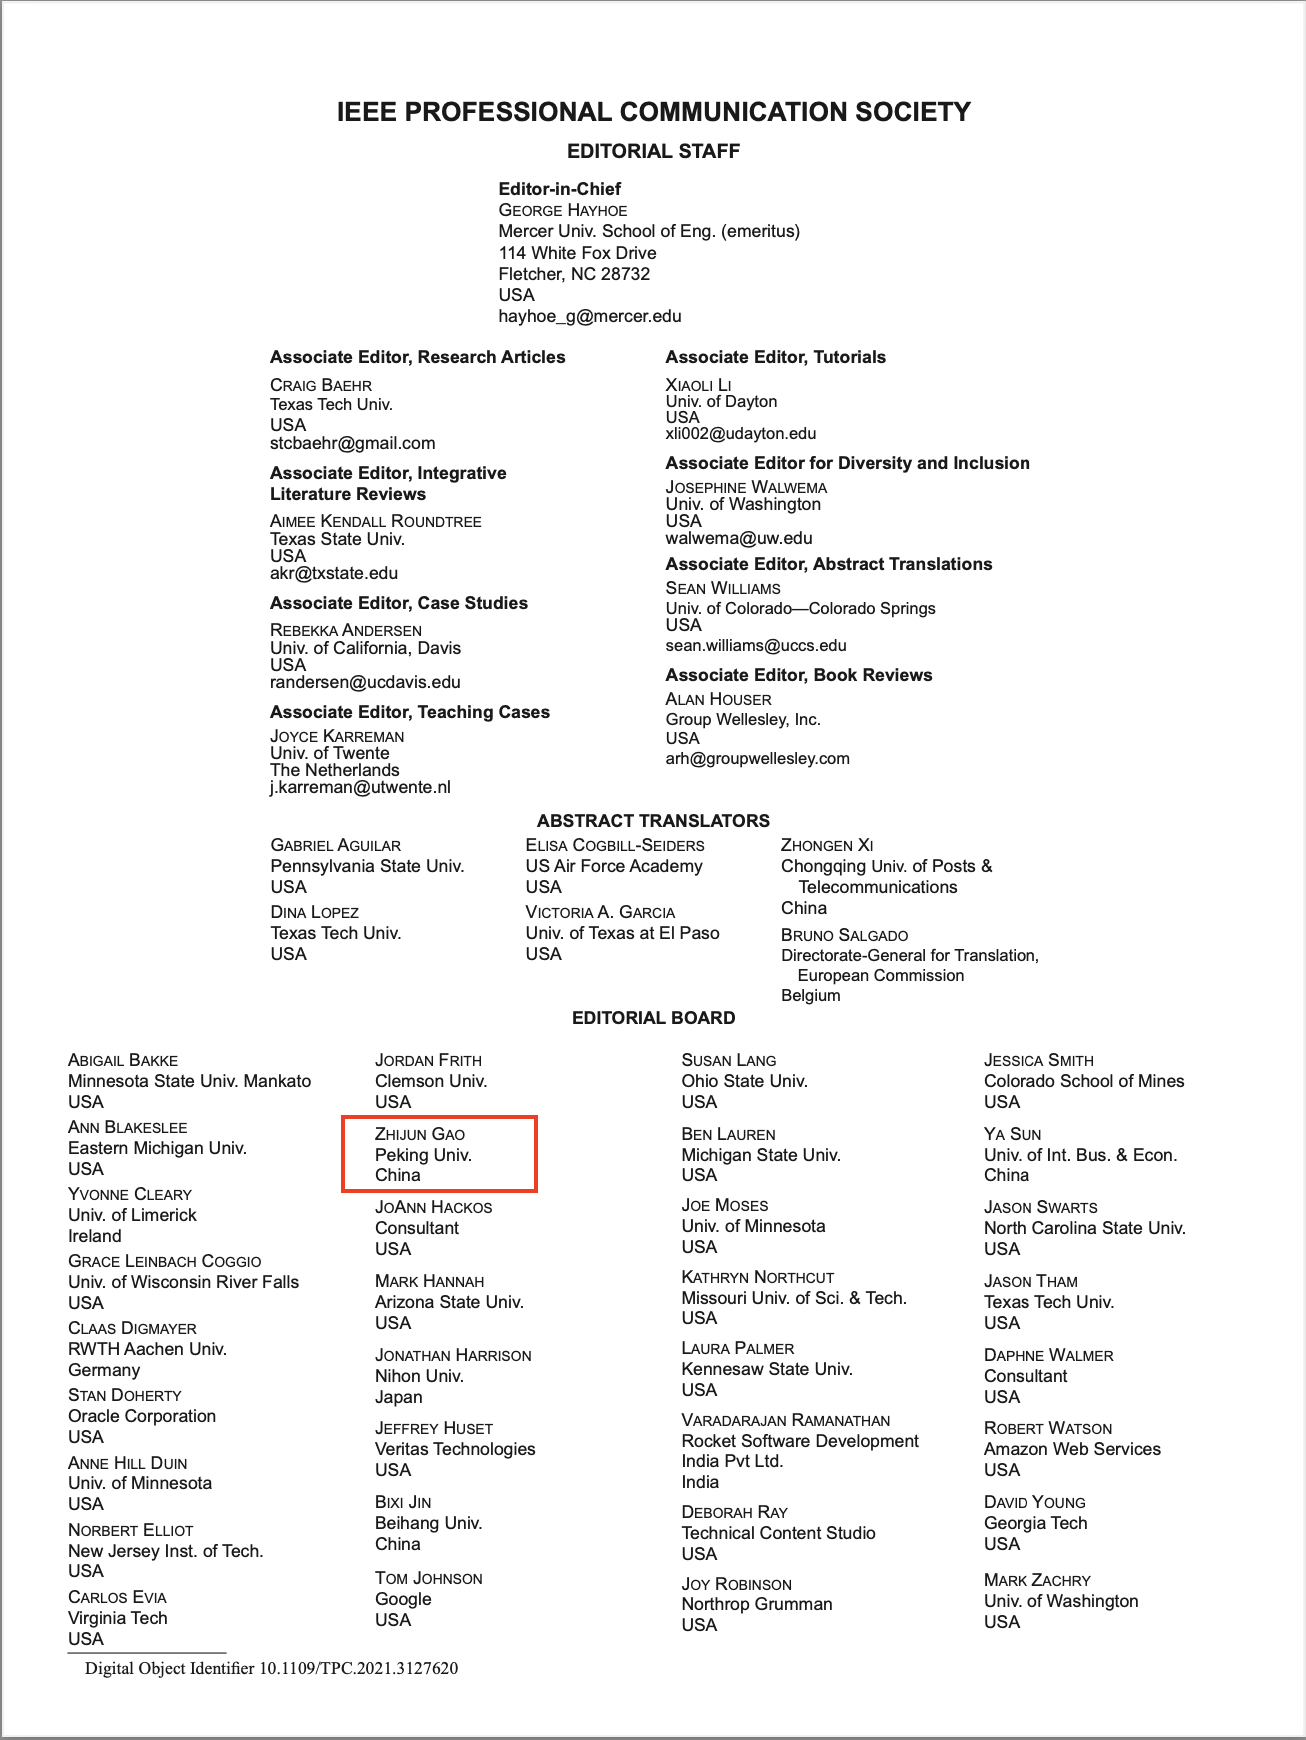 IEEE PROFESSIONAL COMMUNICATION SOCIETY
EDITORIAL STAFF
Editor-in-Chief
GEORGE HAYHOE
Mercer Univ. School of Eng. (emeritus)
114 White Fox Drive
Fletcher, NC 28732
USA
hayhoe_g@mercer.edu
Associate Editor, Research Articles
CRAIG BAEHR
Texas Tech Univ.
USA
stcbaehr@gmail.com
Associate Editor, Integrative
Literature Reviews
AIMEE KENDALL ROUNDTREE
Texas State Univ.
USA
akr@txstate.edu
Associate Editor, Case Studies
REBEKKA ANDERSEN
Univ. of California, Davis
USA
randersen@ucdavis.edu
Associate Editor, Teaching Cases
JOYCE KARREMAN
Univ. of Twente
The Netherlands
j.karreman@utwente.nl
Associate Editor, Tutorials
XIAOLI LI
Univ. of Dayton
USA
xli002@udayton.edu
Associate Editor for Diversity and Inclusion
JOSEPHINE WALWEMA
Univ. of Washington
USA
walwema@uw.edu
Associate Editor, Abstract Translations
SEAN WILLIAMS
Univ. of Colorado—Colorado Springs
USA
sean.williams@uccs.edu
Associate Editor, Book Reviews
ALAN HOUSER
Group Wellesley, Inc.
USA
arh@groupwellesley.com
ABSTRACT TRANSLATORS
GABRIEL AGUILAR
Pennsylvania State Univ.
USA
DINA LOPEZ
Texas Tech Univ.
USA
ELISA COGBILL-SEIDERS
US Air Force Academy
USA
VICTORIA A. GARCIA
Univ. of Texas at El Paso
USA
ZHONGEN XI
Chongqing Univ. of Posts &
Telecommunications
China
BRUNO SALGADO
Directorate-General for Translation,
European Commission
Belgium
EDITORIAL BOARD
ABIGAIL BAKKE
Minnesota State Univ. Mankato
USA
ANN BLAKESLEE
Eastern Michigan Univ.
USA
YVONNE CLEARY
Univ. of Limerick
Ireland
GRACE LEINBACH COGGIO
Univ. of Wisconsin River Falls
USA
CLAAS DIGMAYER
RWTH Aachen Univ.
Germany
STAN DOHERTY
Oracle Corporation
USA
ANNE HILL DUIN
Univ. of Minnesota
USA
NORBERT ELLIOT
New Jersey Inst. of Tech.
USA
CARLOS EVIA
Virginia Tech
USA
JORDAN FRITH
Clemson Univ.
USA
ZHIJUN GAO
Peking Univ.
China
JOANN HACKOS
Consultant
USA
MARK HANNAH
Arizona State Univ.
USA
JONATHAN HARRISON
Nihon Univ.
Japan
JEFFREY HUSET
Veritas Technologies
USA
BIXI JIN
Beihang Univ.
China
TOM JOHNSON
Google
USA
SUSAN LANG
Ohio State Univ.
USA
BEN LAUREN
Michigan State Univ.
USA
JOE MOSES
Univ. of Minnesota
USA
KATHRYN NORTHCUT
Missouri Univ. of Sci. & Tech.
USA
LAURA PALMER
Kennesaw State Univ.
USA
VARADARAJAN RAMANATHAN
Rocket Software Development
India Pvt Ltd.
India
DEBORAH RAY
Technical Content Studio
USA
JOY ROBINSON
Northrop Grumman
USA
JESSICA SMITH
Colorado School of Mines
USA
YA SUN
Univ. of Int. Bus. & Econ.
China
JASON SWARTS
North Carolina State Univ.
USA
JASON THAM
Texas Tech Univ.
USA
DAPHNE WALMER
Consultant
USA
ROBERT WATSON
Amazon Web Services
USA
DAVID YOUNG
Georgia Tech
USA
MARK ZACHRY
Univ. of Washington
USA
Digital Object Identifier 10.1109/TPC.2021.3127620